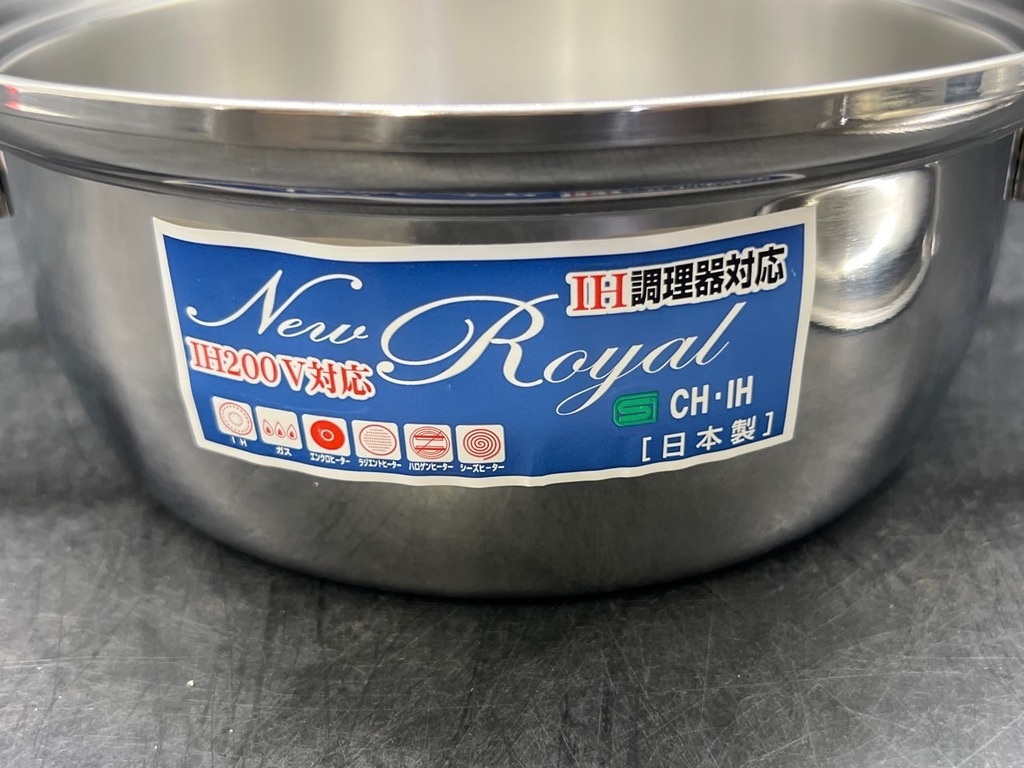 New Royal
IH調理器対応
IH200V対応
CH・IH
[日本製]
IH
ガス
エンクロヒーター
ラジエントヒーター
ハロゲンヒーター
シーズヒーター